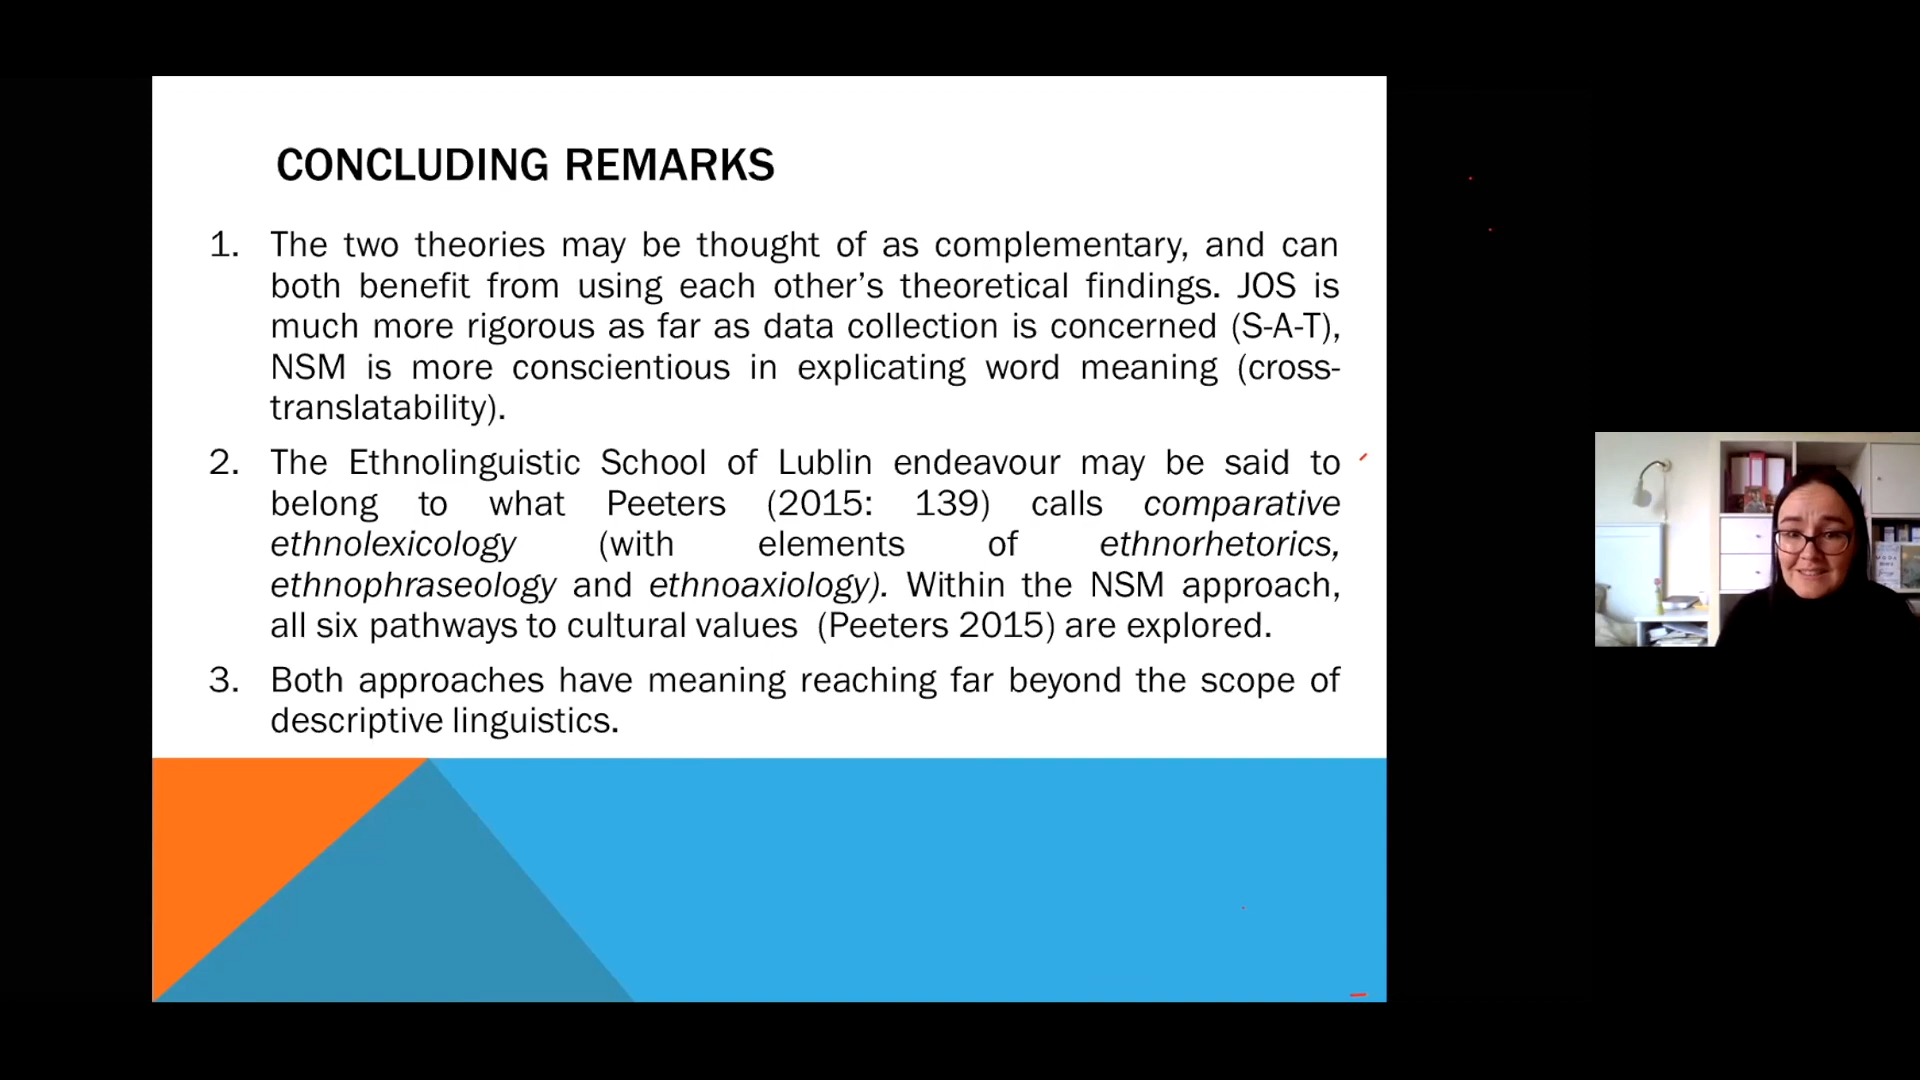 CONCLUDING REMARKS
1. The two theories may be thought of as complementary, and can
both benefit from using each other’s theoretical findings. JOS is
much more rigorous as far as data collection is concerned (S-A-T),
NSM is more conscientious in explicating word meaning (cross-
translatability).
2. The Ethnolinguistic School of Lublin endeavour may be said to
belong to what Peeters (2015: 139) calls comparative
ethnolexicology (with elements of ethnorhetorics,
ethnophraseology and ethnoaxiology). Within the NSM approach,
all six pathways to cultural values (Peeters 2015) are explored.
3. Both approaches have meaning reaching far beyond the scope of
descriptive linguistics.